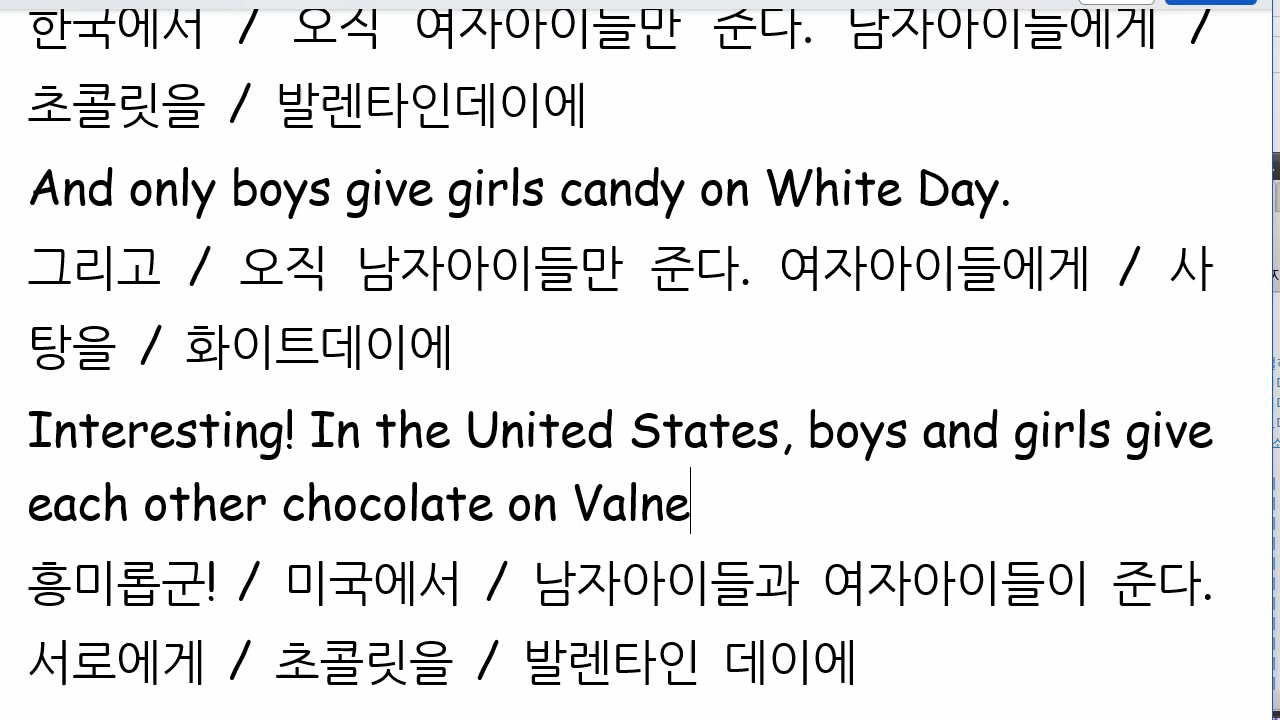 한국에서 / 오직 여자아이들만 준다. 남자아이들에게 /
초콜릿을 / 발렌타인데이에
And only boys give girls candy on White Day.
그리고 / 오직 남자아이들만 준다. 여자아이들에게 / 사
탕을 / 화이트데이에
Interesting! In the United States, boys and girls give
each other chocolate on Valne
흥미롭군! / 미국에서 / 남자아이들과 여자아이들이 준다.
서로에게 / 초콜릿을 / 발렌타인 데이에